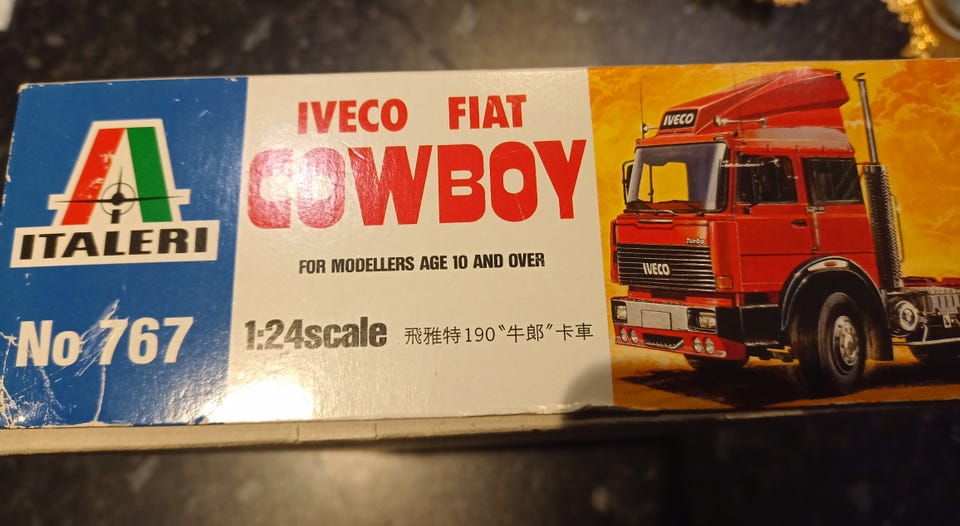 ITALERI
No 767
IVECO FIAT
COWBOY
FOR MODELLERS AGE 10 AND OVER
1:24scale 飛雅特190〝牛郎〞卡車
IVECO
Turbo
IVECO